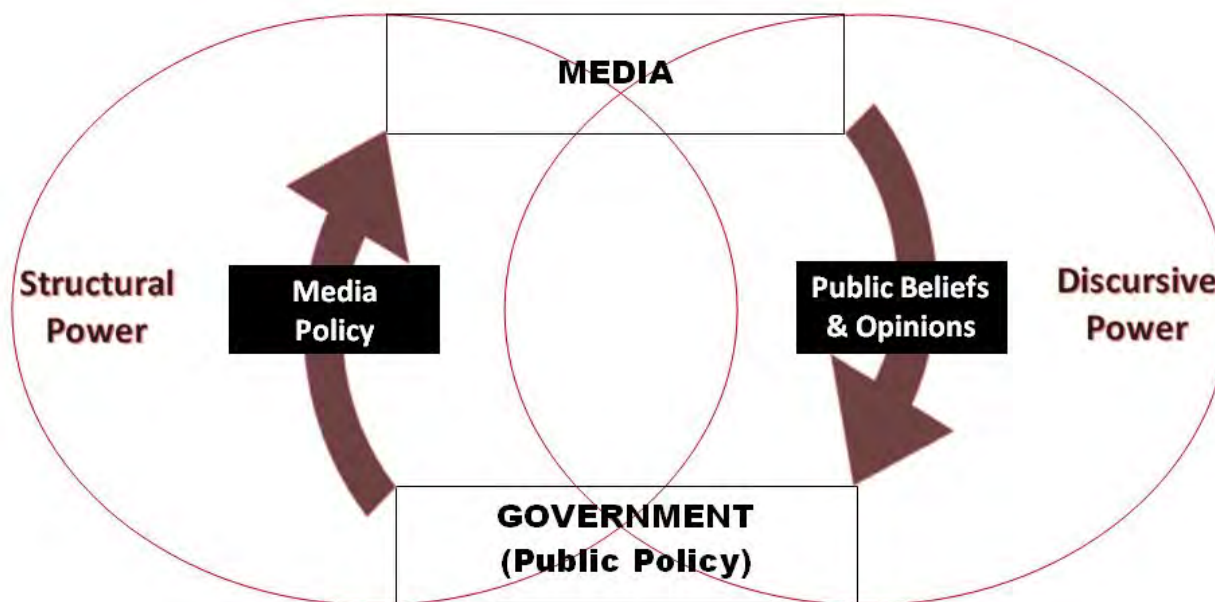 MEDIA
Structural
Power
Media
Policy
Public Beliefs
& Opinions
Discursive
Power
GOVERNMENT
(Public Policy)